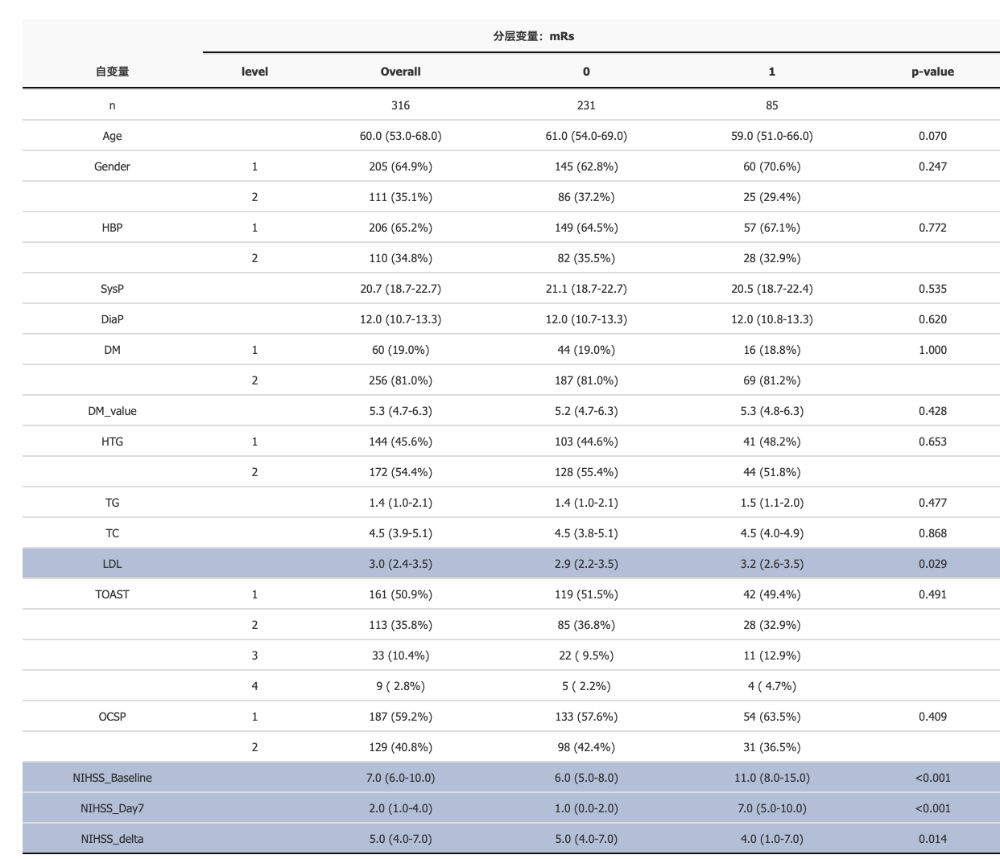 分层变量：mRs
自变量 level Overall 0 1 p-value
n 316 231 85
Age 60.0 (53.0-68.0) 61.0 (54.0-69.0) 59.0 (51.0-66.0) 0.070
Gender 1 205 (64.9%) 145 (62.8%) 60 (70.6%) 0.247
2 111 (35.1%) 86 (37.2%) 25 (29.4%)
HBP 1 206 (65.2%) 149 (64.5%) 57 (67.1%) 0.772
2 110 (34.8%) 82 (35.5%) 28 (32.9%)
SysP 20.7 (18.7-22.7) 21.1 (18.7-22.7) 20.5 (18.7-22.4) 0.535
DiaP 12.0 (10.7-13.3) 12.0 (10.7-13.3) 12.0 (10.8-13.3) 0.620
DM 1 60 (19.0%) 44 (19.0%) 16 (18.8%) 1.000
2 256 (81.0%) 187 (81.0%) 69 (81.2%)
DM_value 5.3 (4.7-6.3) 5.2 (4.7-6.3) 5.3 (4.8-6.3) 0.428
HTG 1 144 (45.6%) 103 (44.6%) 41 (48.2%) 0.653
2 172 (54.4%) 128 (55.4%) 44 (51.8%)
TG 1.4 (1.0-2.1) 1.4 (1.0-2.1) 1.5 (1.1-2.0) 0.477
TC 4.5 (3.9-5.1) 4.5 (3.8-5.1) 4.5 (4.0-4.9) 0.868
LDL 3.0 (2.4-3.5) 2.9 (2.2-3.5) 3.2 (2.6-3.5) 0.029
TOAST 1 161 (50.9%) 119 (51.5%) 42 (49.4%) 0.491
2 113 (35.8%) 85 (36.8%) 28 (32.9%)
3 33 (10.4%) 22 ( 9.5%) 11 (12.9%)
4 9 ( 2.8%) 5 ( 2.2%) 4 ( 4.7%)
OCSP 1 187 (59.2%) 133 (57.6%) 54 (63.5%) 0.409
2 129 (40.8%) 98 (42.4%) 31 (36.5%)
NIHSS_Baseline 7.0 (6.0-10.0) 6.0 (5.0-8.0) 11.0 (8.0-15.0) <0.001
NIHSS_Day7 2.0 (1.0-4.0) 1.0 (0.0-2.0) 7.0 (5.0-10.0) <0.001
NIHSS_delta 5.0 (4.0-7.0) 5.0 (4.0-7.0) 4.0 (1.0-7.0) 0.014